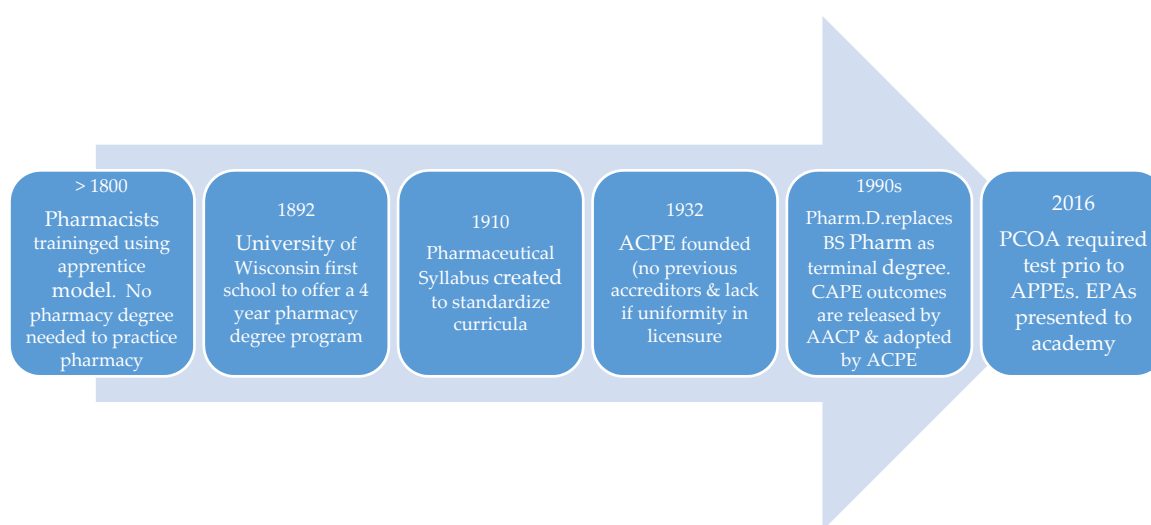 > 1800
Pharmacists
traininged using
apprentice
model.  No
pharmacy degree
needed to practice
pharmacy
1892
University of
Wisconsin first
school to offer a 4
year pharmacy
degree program
1910
Pharmaceutical
Syllabus created
to standardize
curricula
1932
ACPE founded
(no previous
accreditors & lack
if uniformity in
licensure
1990s
Pharm.D.replaces
BS Pharm as
terminal degree.
CAPE outcomes
are released by
AACP & adopted
by ACPE
2016
PCOA required
test prio to
APPEs. EPAs
presented to
academy